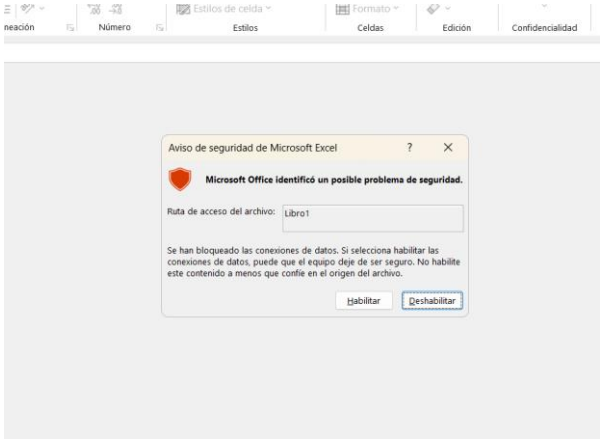 Estilos de celda
Formato
neación
Número
Estilos
Celdas
Edición
Confidencialidad
Aviso de seguridad de Microsoft Excel
Microsoft Office identificó un posible problema de seguridad.
Ruta de acceso del archivo: Libro1
Se han bloqueado las conexiones de datos. Si selecciona habilitar las
conexiones de datos, puede que el equipo deje de ser seguro. No habilite
este contenido a menos que confíe en el origen del archivo.
Habilitar
Deshabilitar